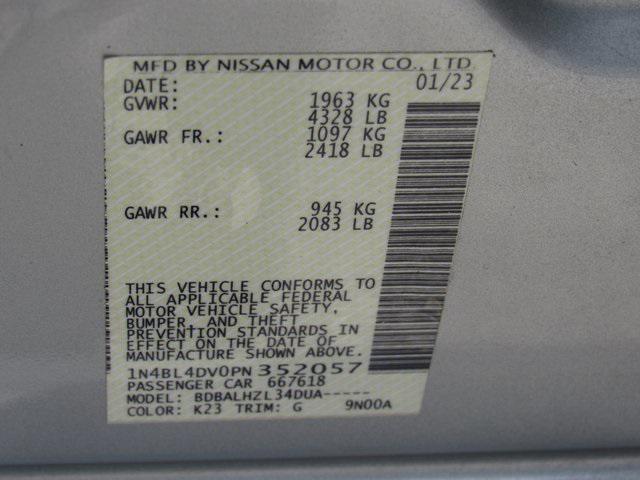 MFD BY NISSAN MOTOR CO., LTD
DATE: 01/23
GVWR: 1963 KG
4328 LB
GAWR FR.: 1097 KG
2418 LB
GAWR RR.: 945 KG
2083 LB
THIS VEHICLE CONFORMS TO
ALL APPLICABLE FEDERAL
MOTOR VEHICLE SAFETY,
BUMPER, AND THEFT
PREVENTION STANDARDS IN
EFFECT ON THE DATE OF
MANUFACTURE SHOWN ABOVE.
1N4BL4DV0PN352057
PASSENGER CAR 667618
MODEL: BDBALHZL34DUA-----
COLOR: K23 TRIM: G 9N00A